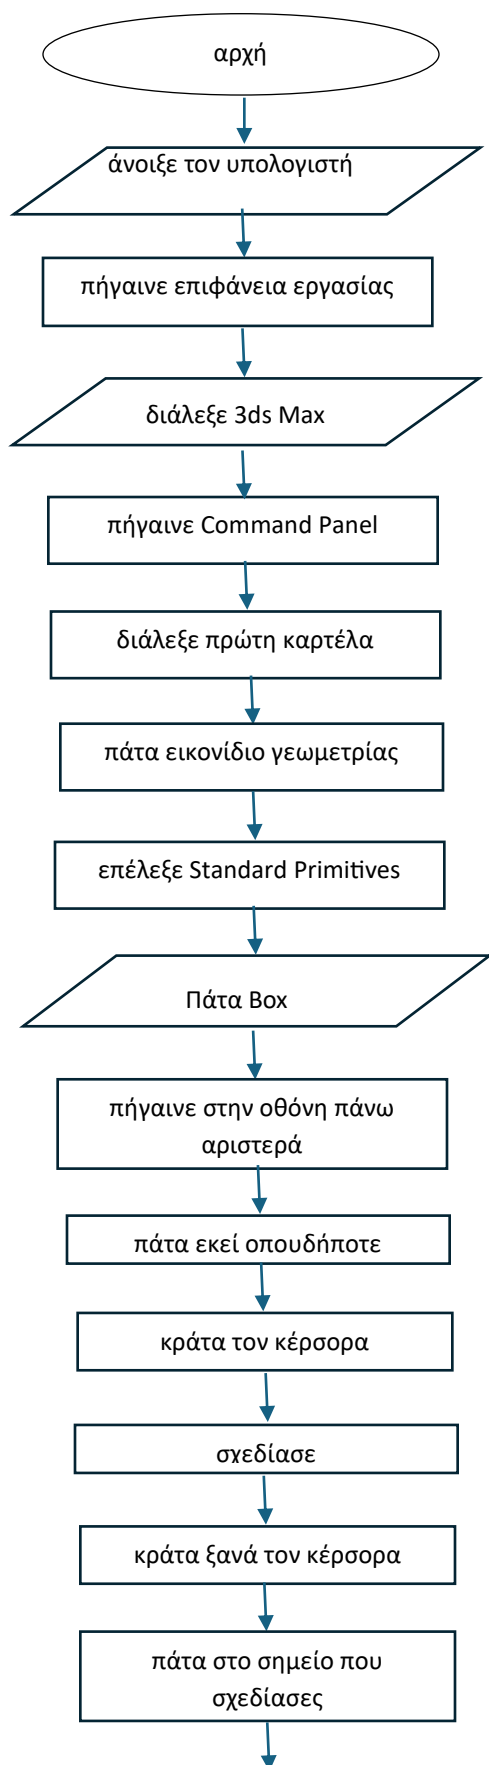 αρχή
άνοιξε τον υπολογιστή
πήγαινε επιφάνεια εργασίας
διάλεξε 3ds Max
πήγαινε Command Panel
διάλεξε πρώτη καρτέλα
πάτα εικονίδιο γεωμετρίας
επέλεξε Standard Primitives
Πάτα Box
πήγαινε στην οθόνη πάνω
αριστερά
πάτα εκεί οπουδήποτε
κράτα τον κέρσορα
σχεδίασε
κράτα ξανά τον κέρσορα
πάτα στο σημείο που
σχεδίασες